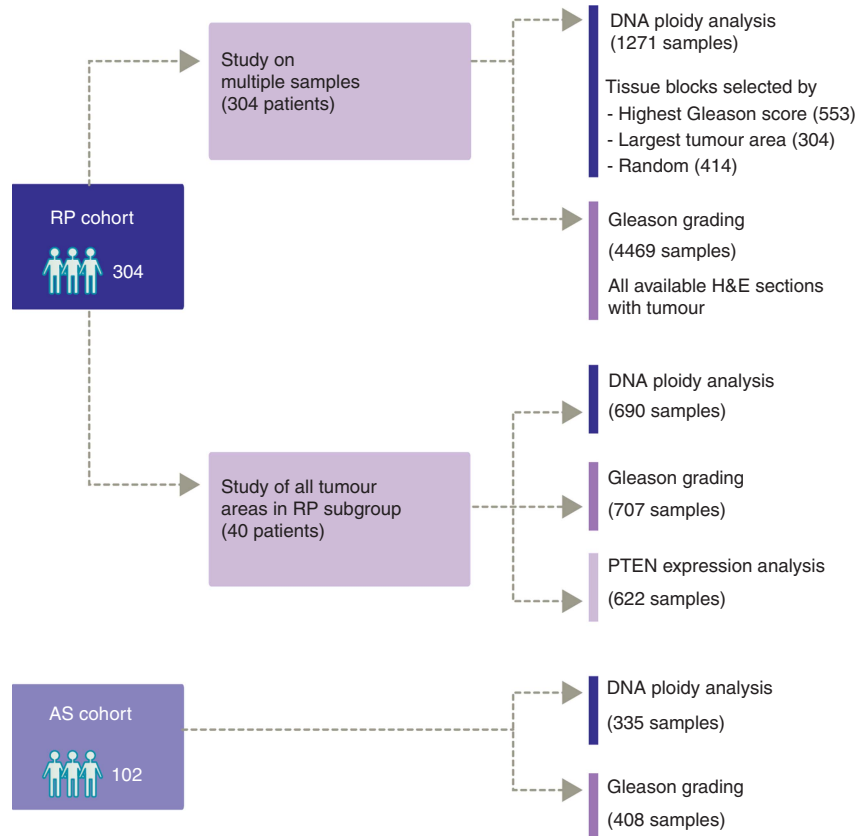 RP cohort
304
Study on
multiple samples
(304 patients)
DNA ploidy analysis
(1271 samples)
Tissue blocks selected by
- Highest Gleason score (553)
- Largest tumour area (304)
- Random (414)
Gleason grading
(4469 samples)
All available H&E sections
with tumour
Study of all tumour
areas in RP subgroup
(40 patients)
DNA ploidy analysis
(690 samples)
Gleason grading
(707 samples)
PTEN expression analysis
(622 samples)
AS cohort
102
DNA ploidy analysis
(335 samples)
Gleason grading
(408 samples)